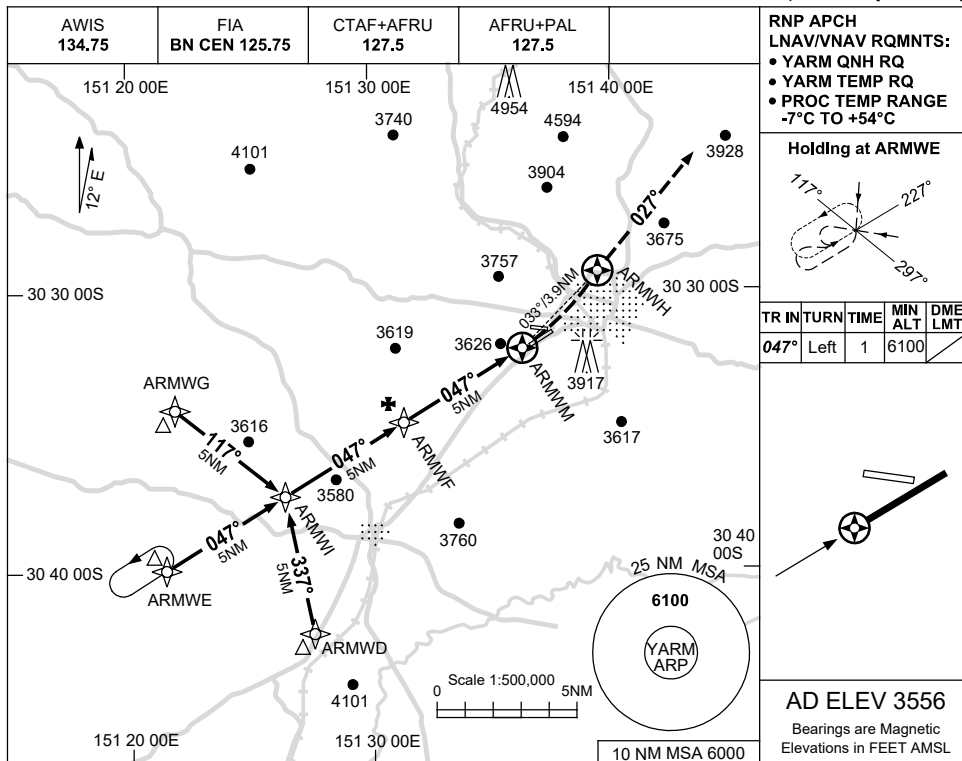 AWIS
134.75
FIA
BN CEN 125.75
CTAF+AFRU
127.5
AFRU+PAL
127.5
RNP APCH
LNAV/VNAV RQMNTS:
• YARM QNH RQ
• YARM TEMP RQ
• PROC TEMP RANGE
-7°C TO +54°C
151 20 00E
151 30 00E
151 40 00E
4954
3740
4594
3928
4101
3904
12° E
027°
3675
3757
ARMWH
30 30 00S
30 30 00S
033°/3.9NM
3619
3626
ARMWM
3917
ARMWG
047°
5NM
3616
117°
5NM
047°
5NM
ARMWF
3617
3580
ARMWI
3760
047°
5NM
337°
5NM
30 40 00S
30 40
00S
ARMWE
ARMWD
25 NM MSA
6100
YARM
ARP
4101
Scale 1:500,000
0
5NM
151 20 00E
151 30 00E
10 NM MSA 6000
Holding at ARMWE
117°
227°
297°
TR IN
TURN
TIME
MIN
ALT
DME
LMT
047°
Left
1
6100
AD ELEV 3556
Bearings are Magnetic
Elevations in FEET AMSL